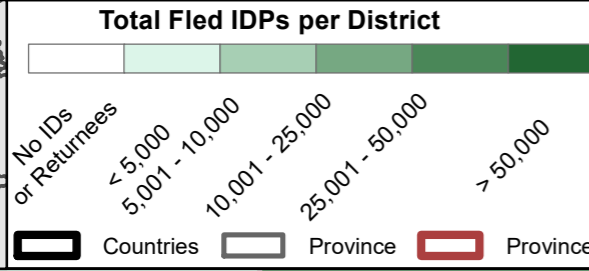 Total Fled IDPs per District
No IDs
or Returnees
< 5,000
5,001 - 10,000
10,001 - 25,000
25,001 - 50,000
> 50,000
Countries
Province
Province